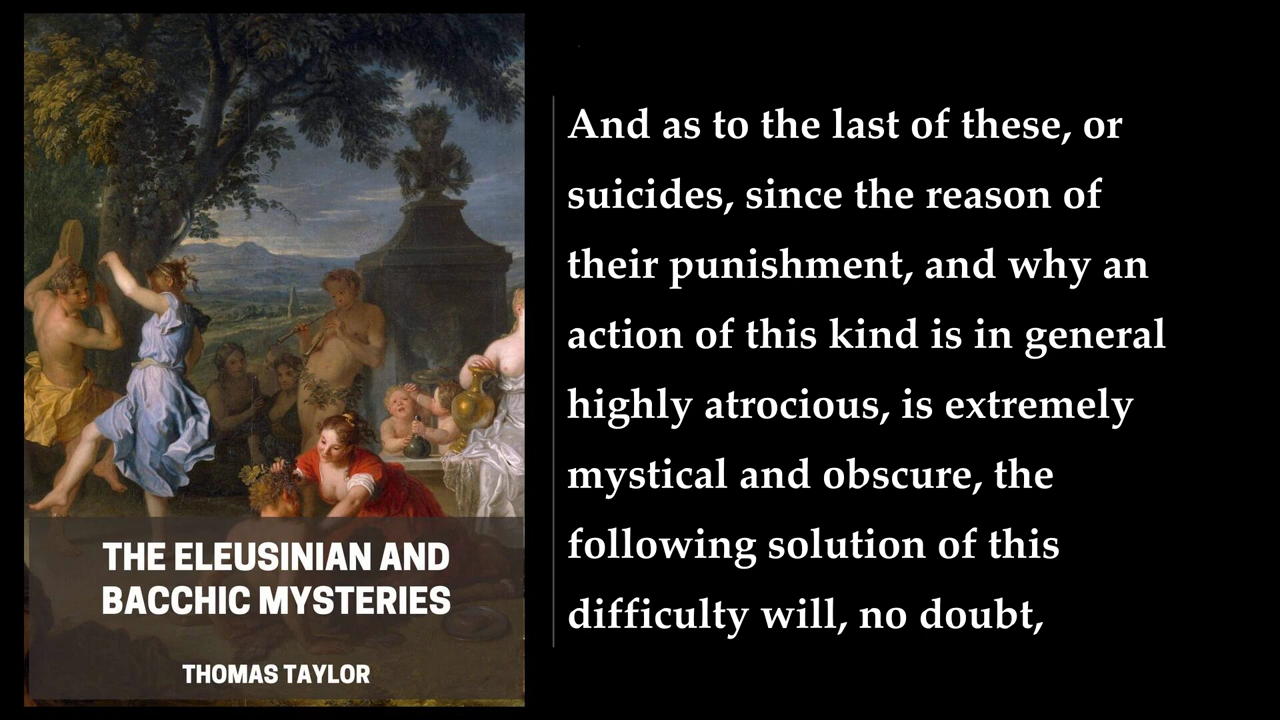 THE ELEUSINIAN AND
BACCHIC MYSTERIES
THOMAS TAYLOR
And as to the last of these, or
suicides, since the reason of
their punishment, and why an
action of this kind is in general
highly atrocious, is extremely
mystical and obscure, the
following solution of this
difficulty will, no doubt,